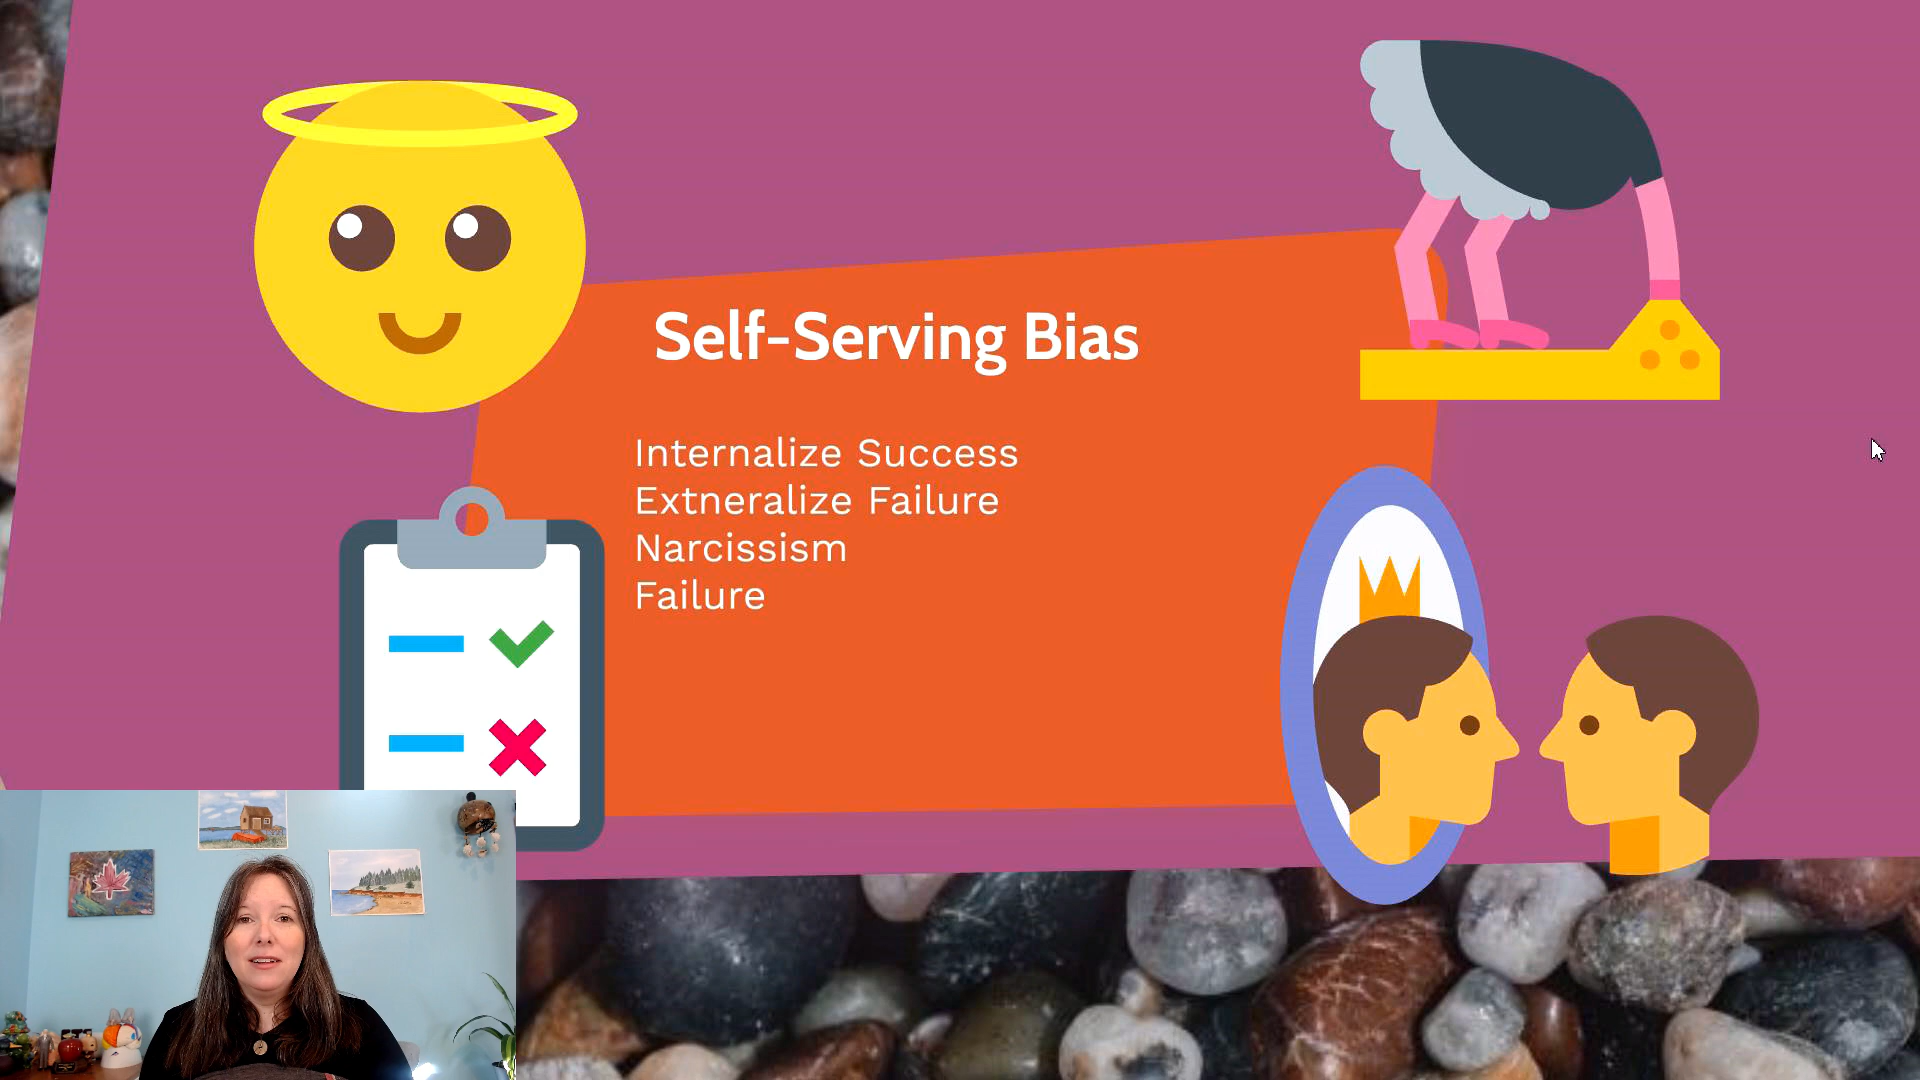 Self-Serving Bias
Internalize Success
Extneralize Failure
Narcissism
Failure